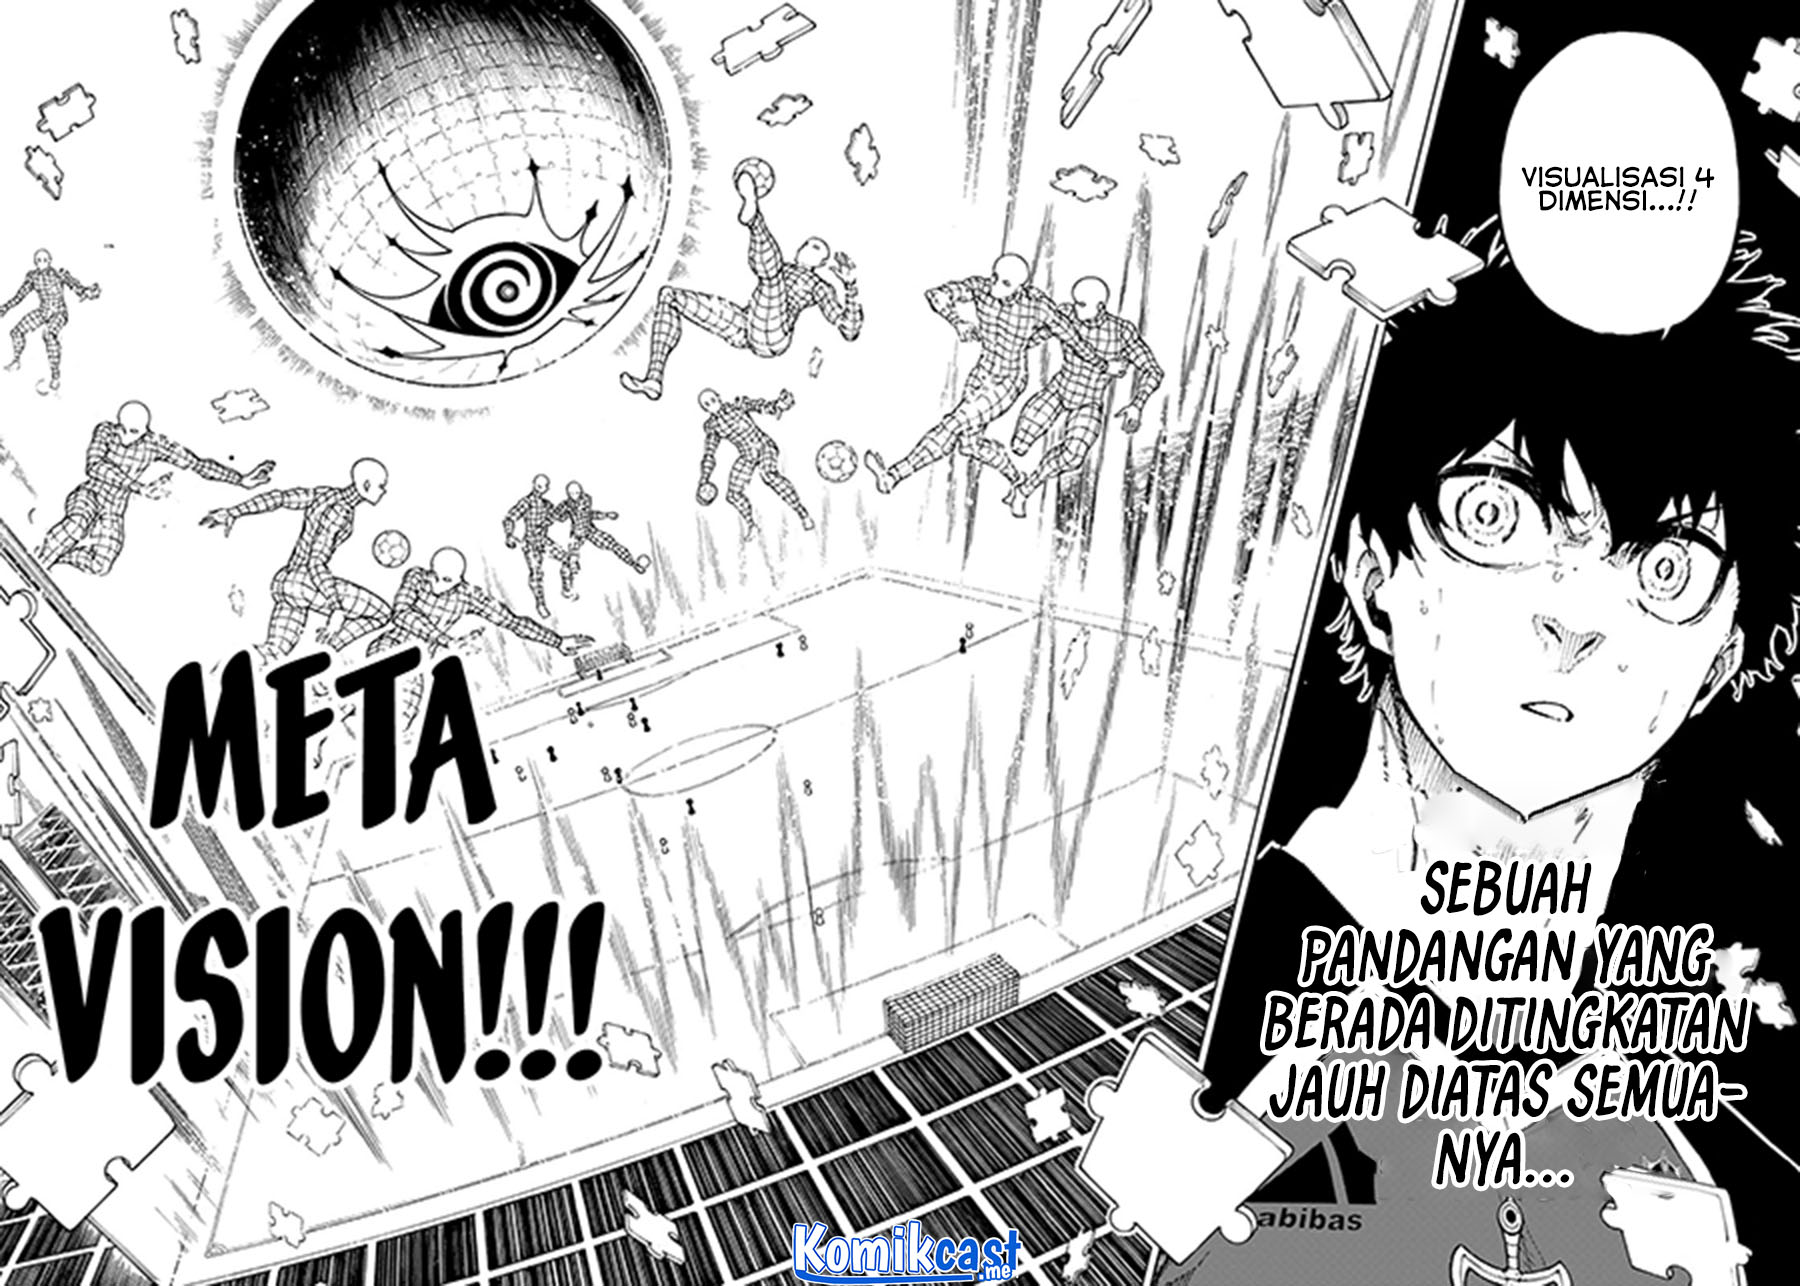 VISUALISASI 4
DIMENSI...!!
SEBUAH
PANDANGAN YANG
BERADA DITINGKATAN
JAUH DIATAS SEMUA-
NYA...
META
VISION!!!
abibas
Komikcast
.me